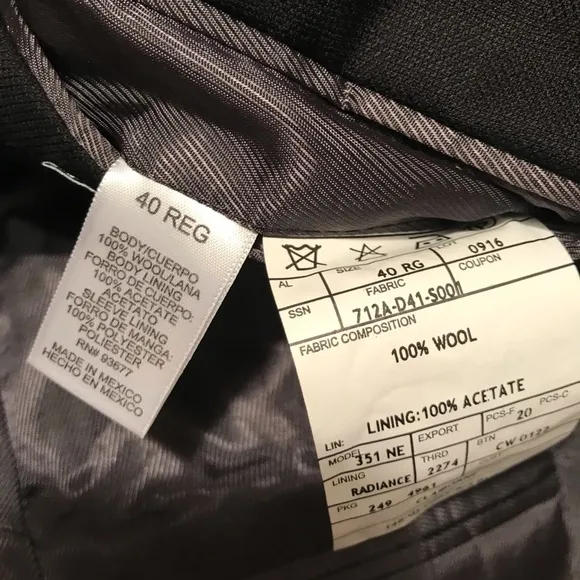 40 REG
BODY/CUERPO
100% WOOL/LANA
BODY LINING
FORRO DE CUERPO:
100% ACETATE
ACETATO
SLEEVE LINING
FORRO DE MANGA:
100% POLYESTER
POLIESTER
RN# 93677
MADE IN MEXICO
HECHO EN MEXICO
LOT 0916
AL SIZE 40 RG
SSN FABRIC COUPON
712A-D41-S001
FABRIC COMPOSITION
100% WOOL
LINING:100% ACETATE
LIN: EXPORT PCS-F 20 PCS-C
MODEL 351 NE BTN CW 0122
LINING THRD 2274
RADIANCE
PKG 249 4981